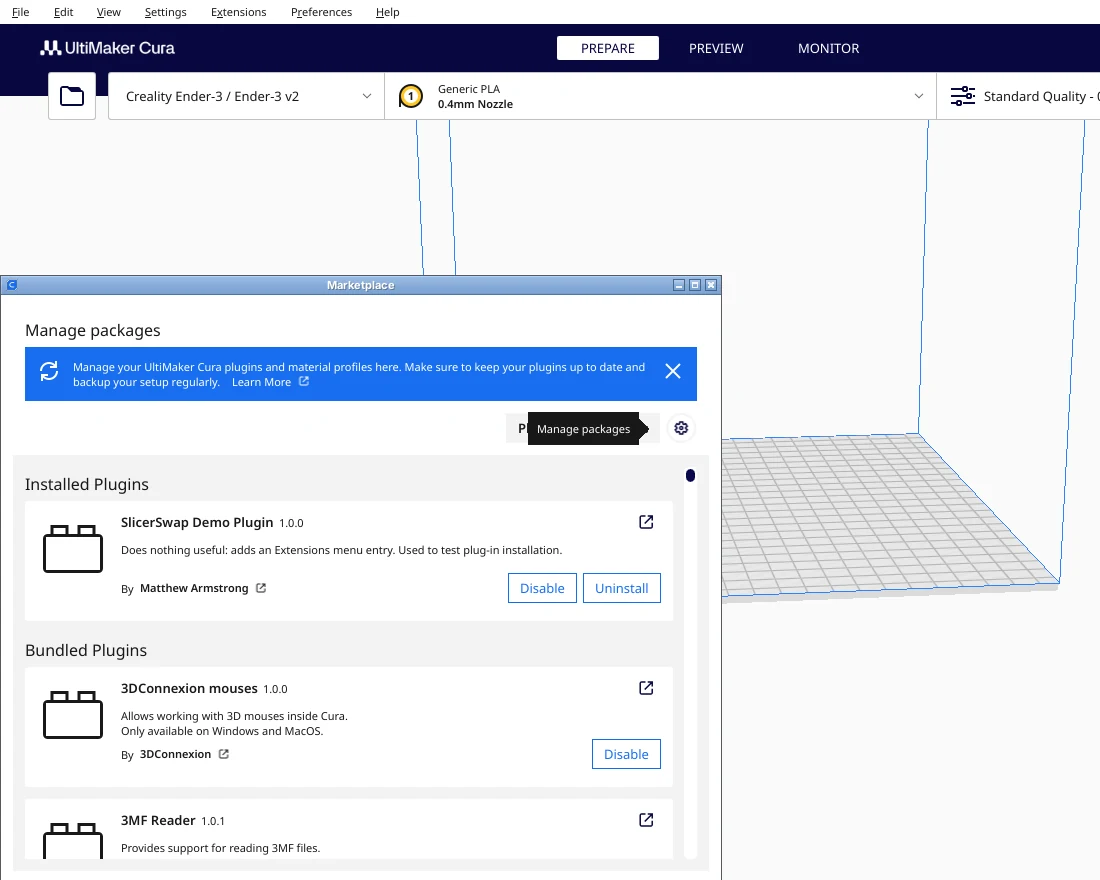 File Edit View Settings Extensions Preferences Help
UltiMaker Cura
PREPARE PREVIEW MONITOR
Creality Ender-3 / Ender-3 v2
1
Generic PLA
0.4mm Nozzle
Standard Quality -
Marketplace
Manage packages
Manage your UltiMaker Cura plugins and material profiles here. Make sure to keep your plugins up to date and
backup your setup regularly. Learn More
Manage packages
Installed Plugins
SlicerSwap Demo Plugin 1.0.0
Does nothing useful: adds an Extensions menu entry. Used to test plug-in installation.
By Matthew Armstrong
Disable Uninstall
Bundled Plugins
3DConnexion mouses 1.0.0
Allows working with 3D mouses inside Cura.
Only available on Windows and MacOS.
By 3DConnexion
Disable
3MF Reader 1.0.1
Provides support for reading 3MF files.